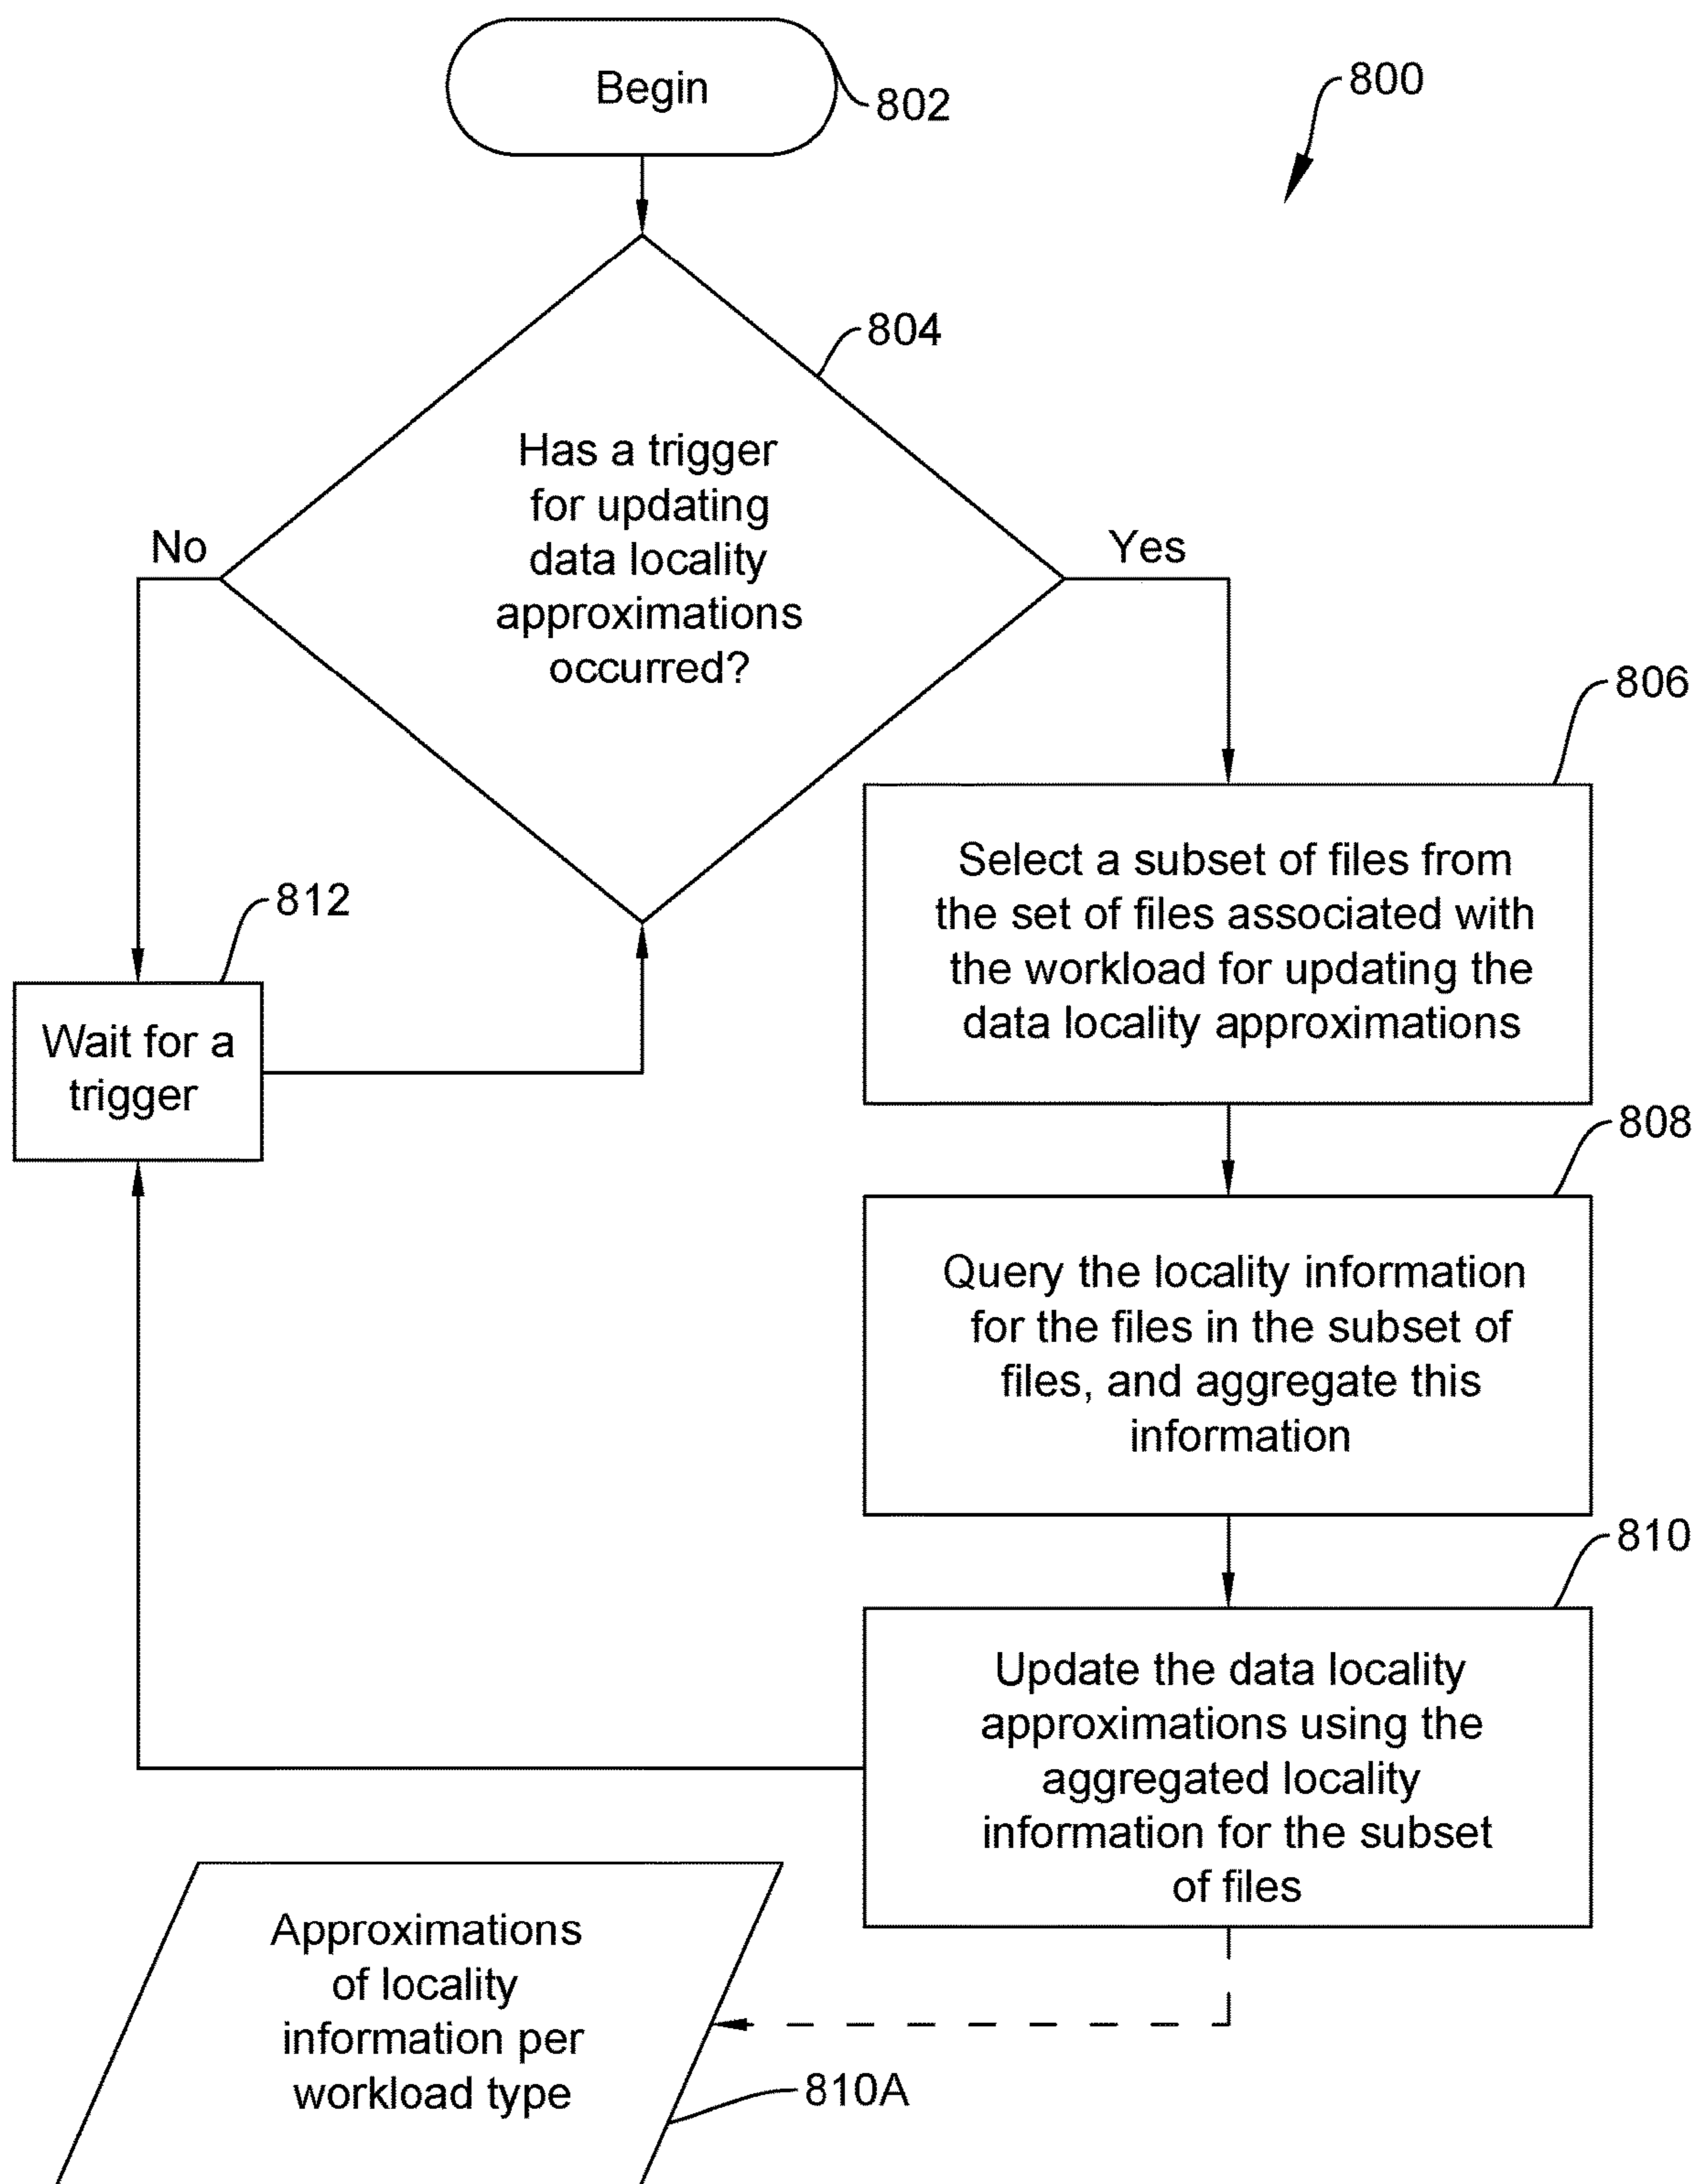 Begin
802
800
804
Has a trigger
for updating
data locality
approximations
occurred?
No
Yes
806
Select a subset of files from
the set of files associated with
the workload for updating the
data locality approximations
812
Wait for a
trigger
808
Query the locality information
for the files in the subset of
files, and aggregate this
information
810
Update the data locality
approximations using the
aggregated locality
information for the subset
of files
Approximations
of locality
information per
workload type
810A